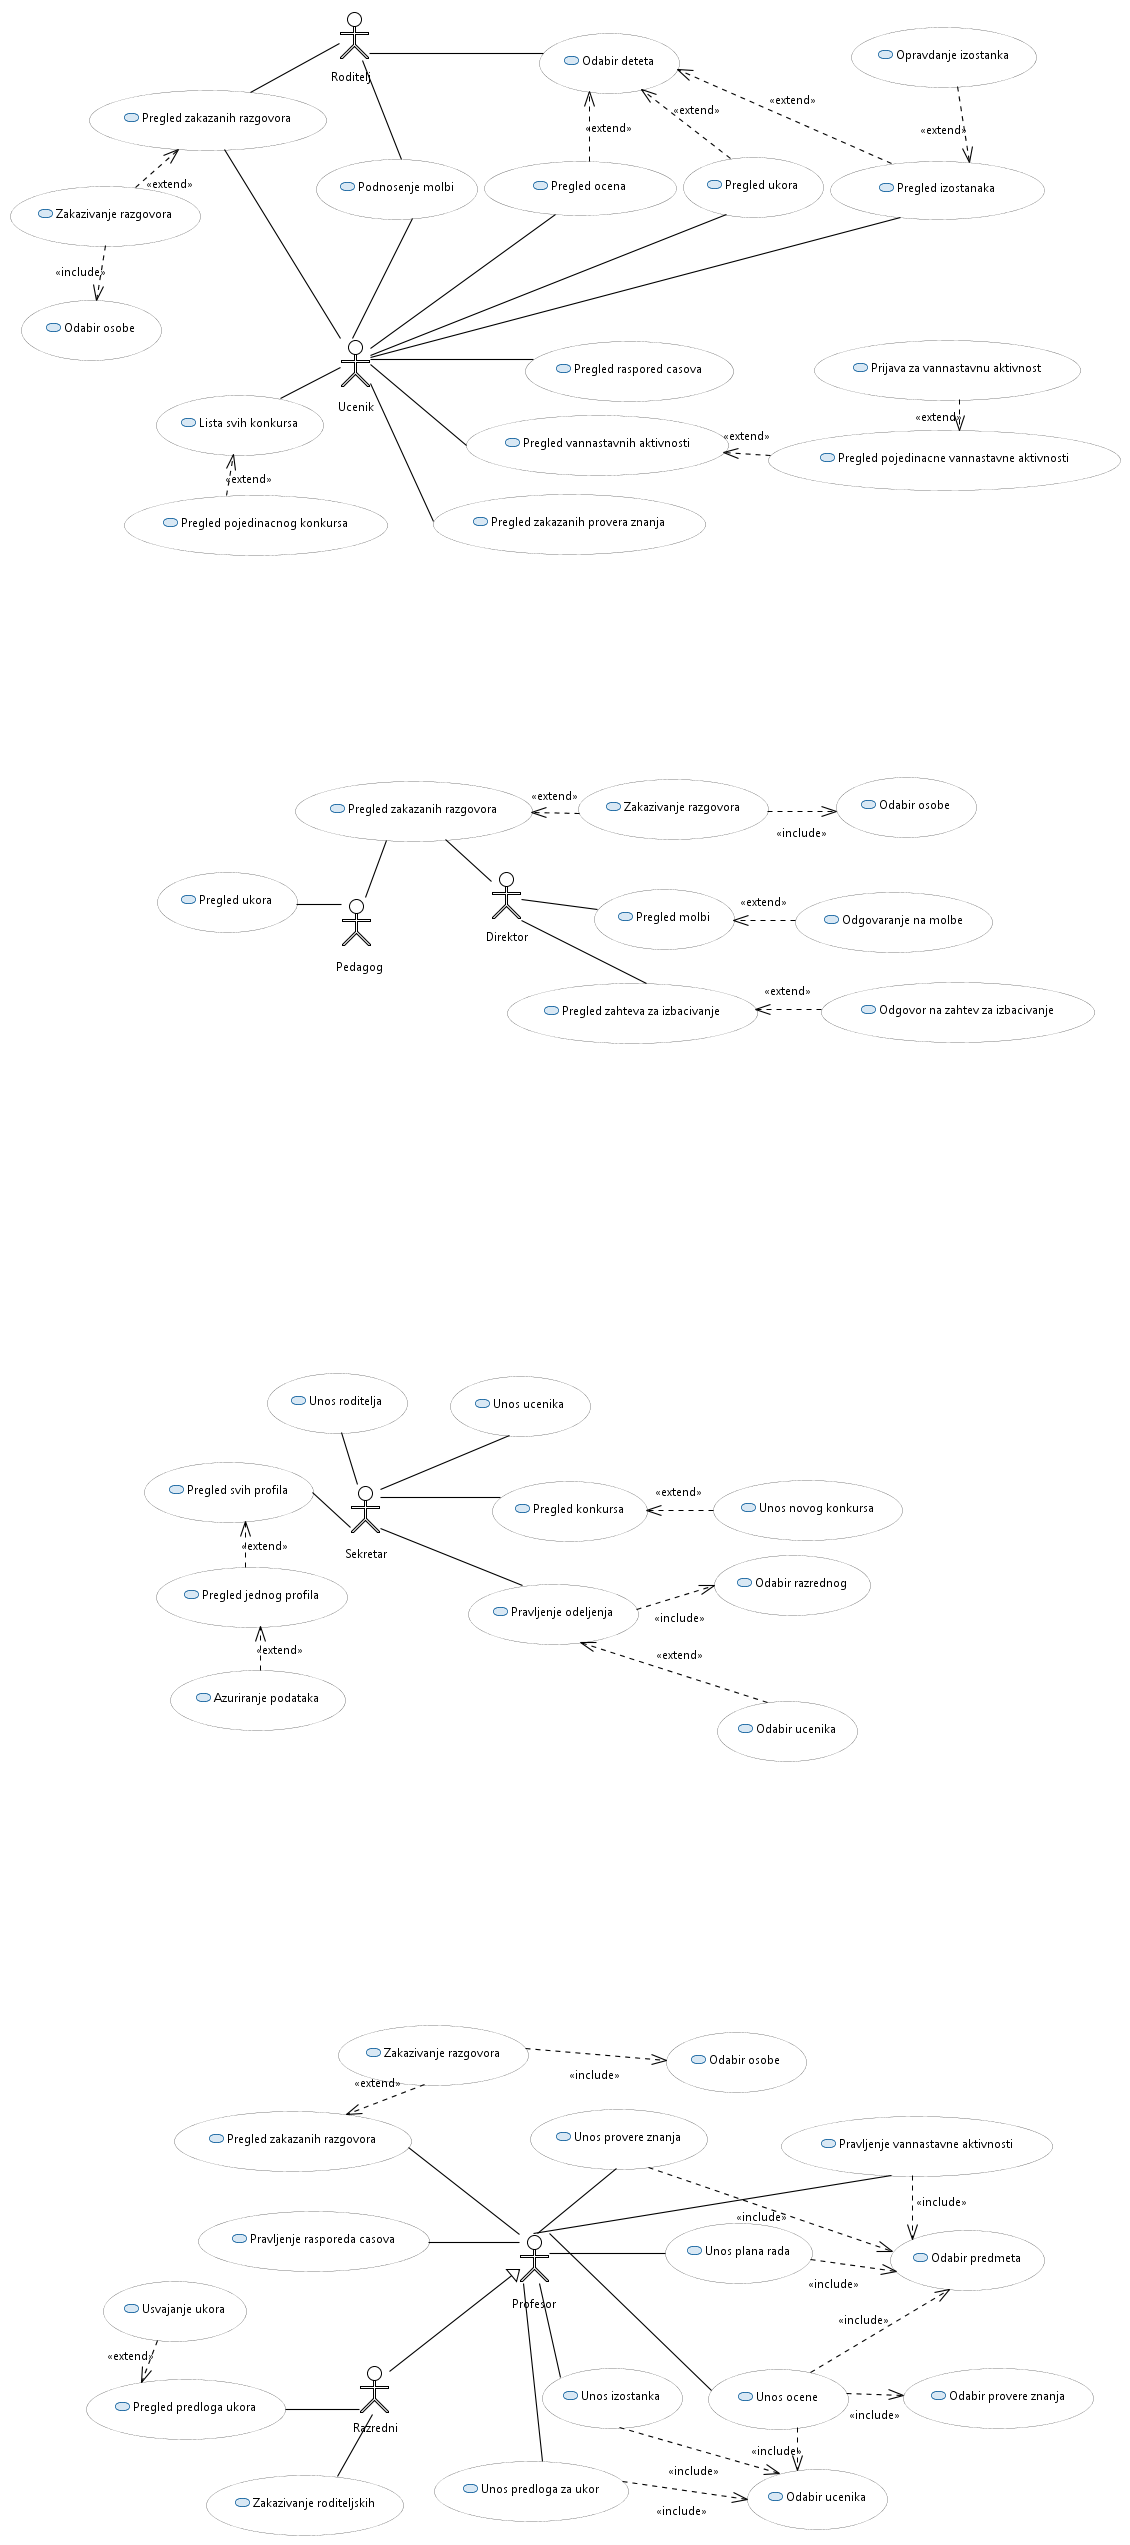 Roditelj
Odabir deteta
Opravdanje izostanka
«extend»
Pregled zakazanih razgovora
«extend»
«extend»
«extend»
«extend»
Podnosenje molbi
Pregled ocena
Pregled ukora
Pregled izostanaka
Zakazivanje razgovora
«include»
Odabir osobe
Ucenik
Pregled raspored casova
Prijava za vannastavnu aktivnost
«extend»
Lista svih konkursa
Pregled vannastavnih aktivnosti
«extend»
Pregled pojedinacne vannastavne aktivnosti
«extend»
Pregled pojedinacnog konkursa
Pregled zakazanih provera znanja
Pregled zakazanih razgovora
«extend»
Zakazivanje razgovora
Odabir osobe
«include»
Pregled ukora
Pedagog
Direktor
Pregled molbi
«extend»
Odgovaranje na molbe
Pregled zahteva za izbacivanje
«extend»
Odgovor na zahtev za izbacivanje
Unos roditelja
Unos ucenika
Pregled svih profila
Pregled konkursa
«extend»
Unos novog konkursa
Sekretar
«extend»
Pregled jednog profila
Pravljenje odeljenja
Odabir razrednog
«include»
«extend»
«extend»
Azuriranje podataka
Odabir ucenika
Zakazivanje razgovora
Odabir osobe
«include»
«extend»
Pregled zakazanih razgovora
Unos provere znanja
Pravljenje vannastavne aktivnosti
«include»
«include»
Pravljenje rasporeda casova
Unos plana rada
Odabir predmeta
«include»
Profesor
Usvajanje ukora
«include»
«extend»
Pregled predloga ukora
Razredni
Unos izostanka
Unos ocene
Odabir provere znanja
«include»
«include»
«include»
Zakazivanje roditeljskih
Unos predloga za ukor
«include»
Odabir ucenika